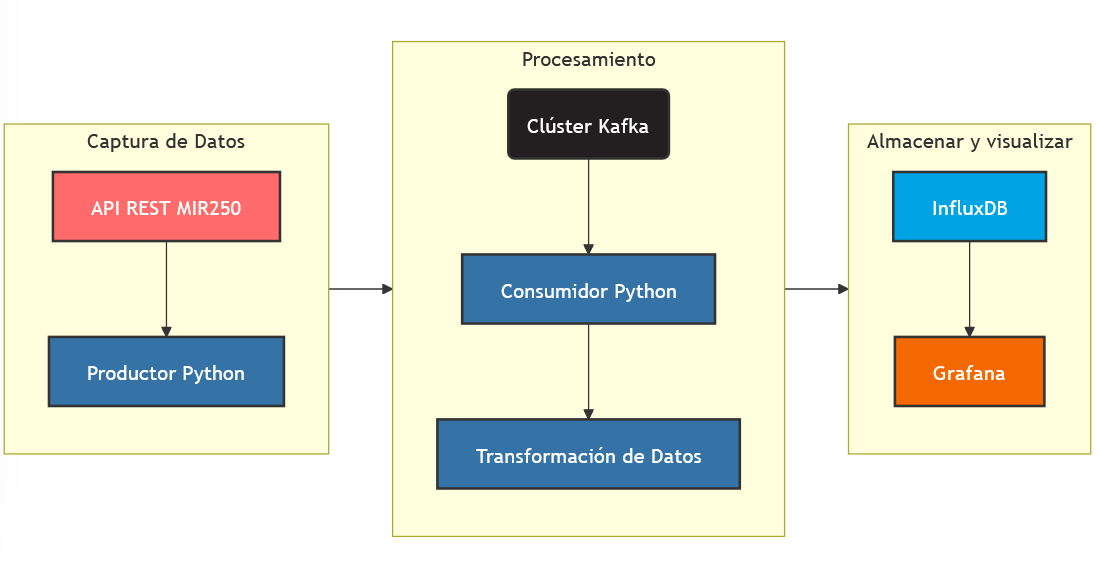 Captura de Datos
API REST MIR250
Productor Python
Procesamiento
Clúster Kafka
Consumidor Python
Transformación de Datos
Almacenar y visualizar
InfluxDB
Grafana